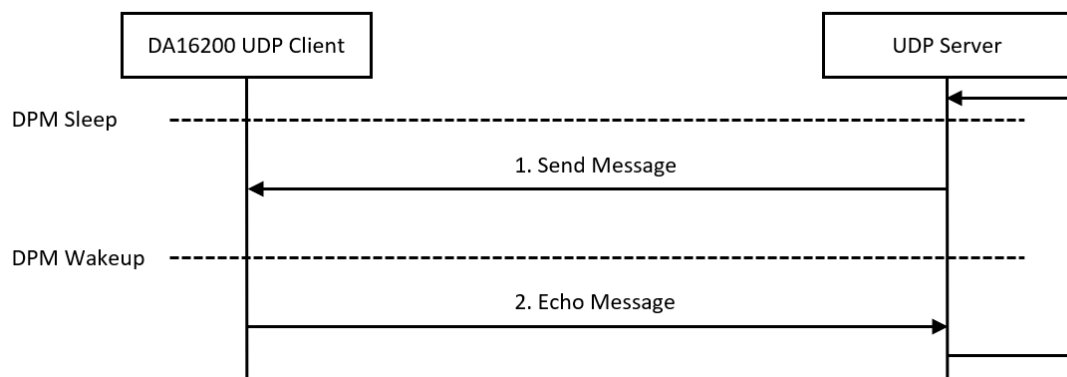 DA16200 UDP Client
UDP Server
DPM Sleep
1. Send Message
DPM Wakeup
2. Echo Message